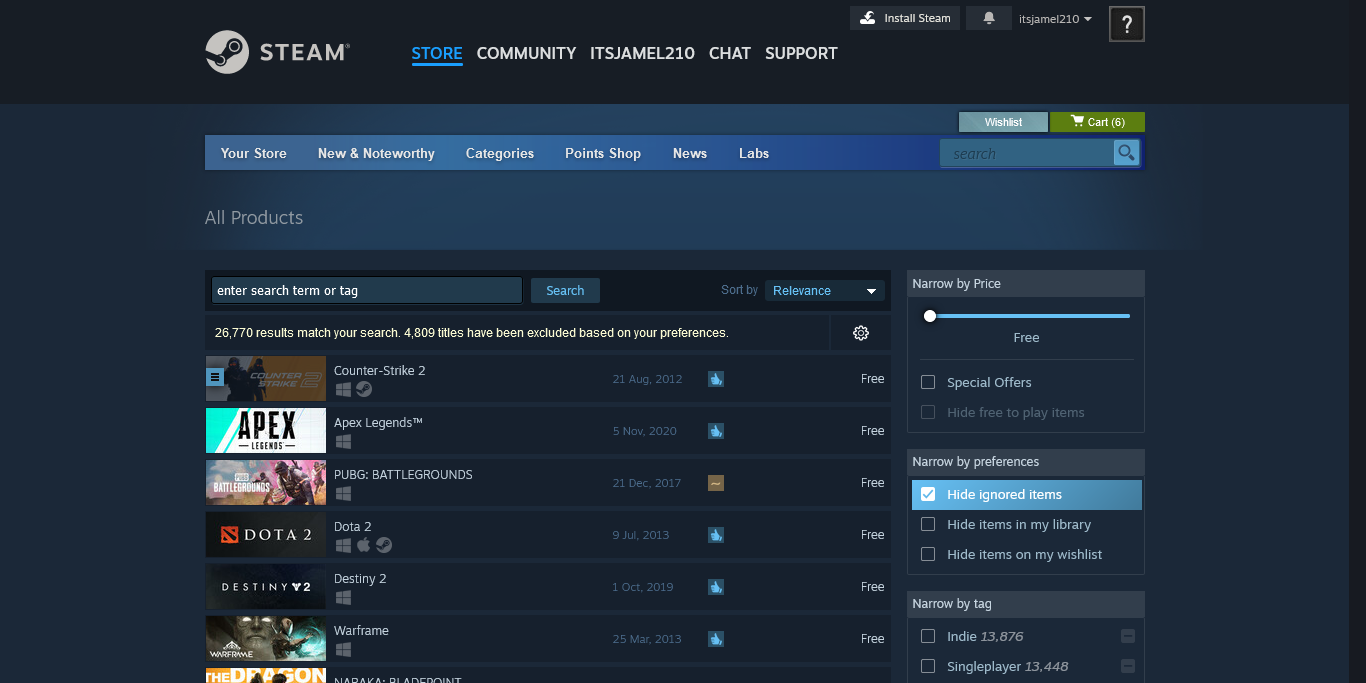 Install Steam
itsjamel210
?
STEAM®
STORE COMMUNITY ITSJAMEL210 CHAT SUPPORT
Wishlist
Cart (6)
Your Store New & Noteworthy Categories Points Shop News Labs
search
All Products
enter search term or tag
Search
Sort by
Relevance
26,770 results match your search. 4,809 titles have been excluded based on your preferences.
COUNTER STRIKE 2
Counter-Strike 2
21 Aug, 2012
Free
APEX
LEGENDS
Apex Legends™
5 Nov, 2020
Free
PUBG
BATTLEGROUNDS
PUBG: BATTLEGROUNDS
21 Dec, 2017
Free
DOTA 2
Dota 2
9 Jul, 2013
Free
DESTINY 2
Destiny 2
1 Oct, 2019
Free
WARFRAME
Warframe
25 Mar, 2013
Free
THE DRAGON
NARAKA: BLADEPOINT
Narrow by Price
Free
Special Offers
Hide free to play items
Narrow by preferences
Hide ignored items
Hide items in my library
Hide items on my wishlist
Narrow by tag
Indie 13,876
Singleplayer 13,448